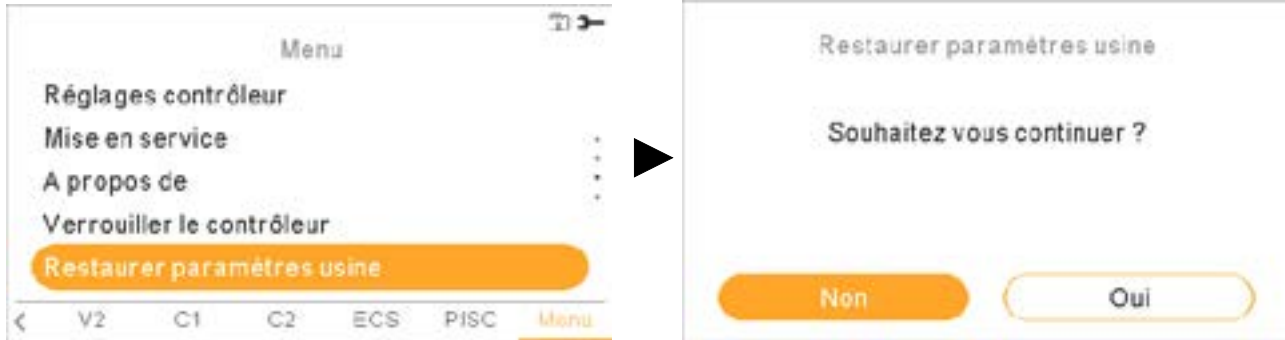 Menu
Réglages contrôleur
Mise en service
A propos de
Verrouiller le contrôleur
Restaurer paramètres usine
< V2 C1 C2 ECS PISC Menu
Restaurer paramètres usine
Souhaitez vous continuer ?
Non Oui